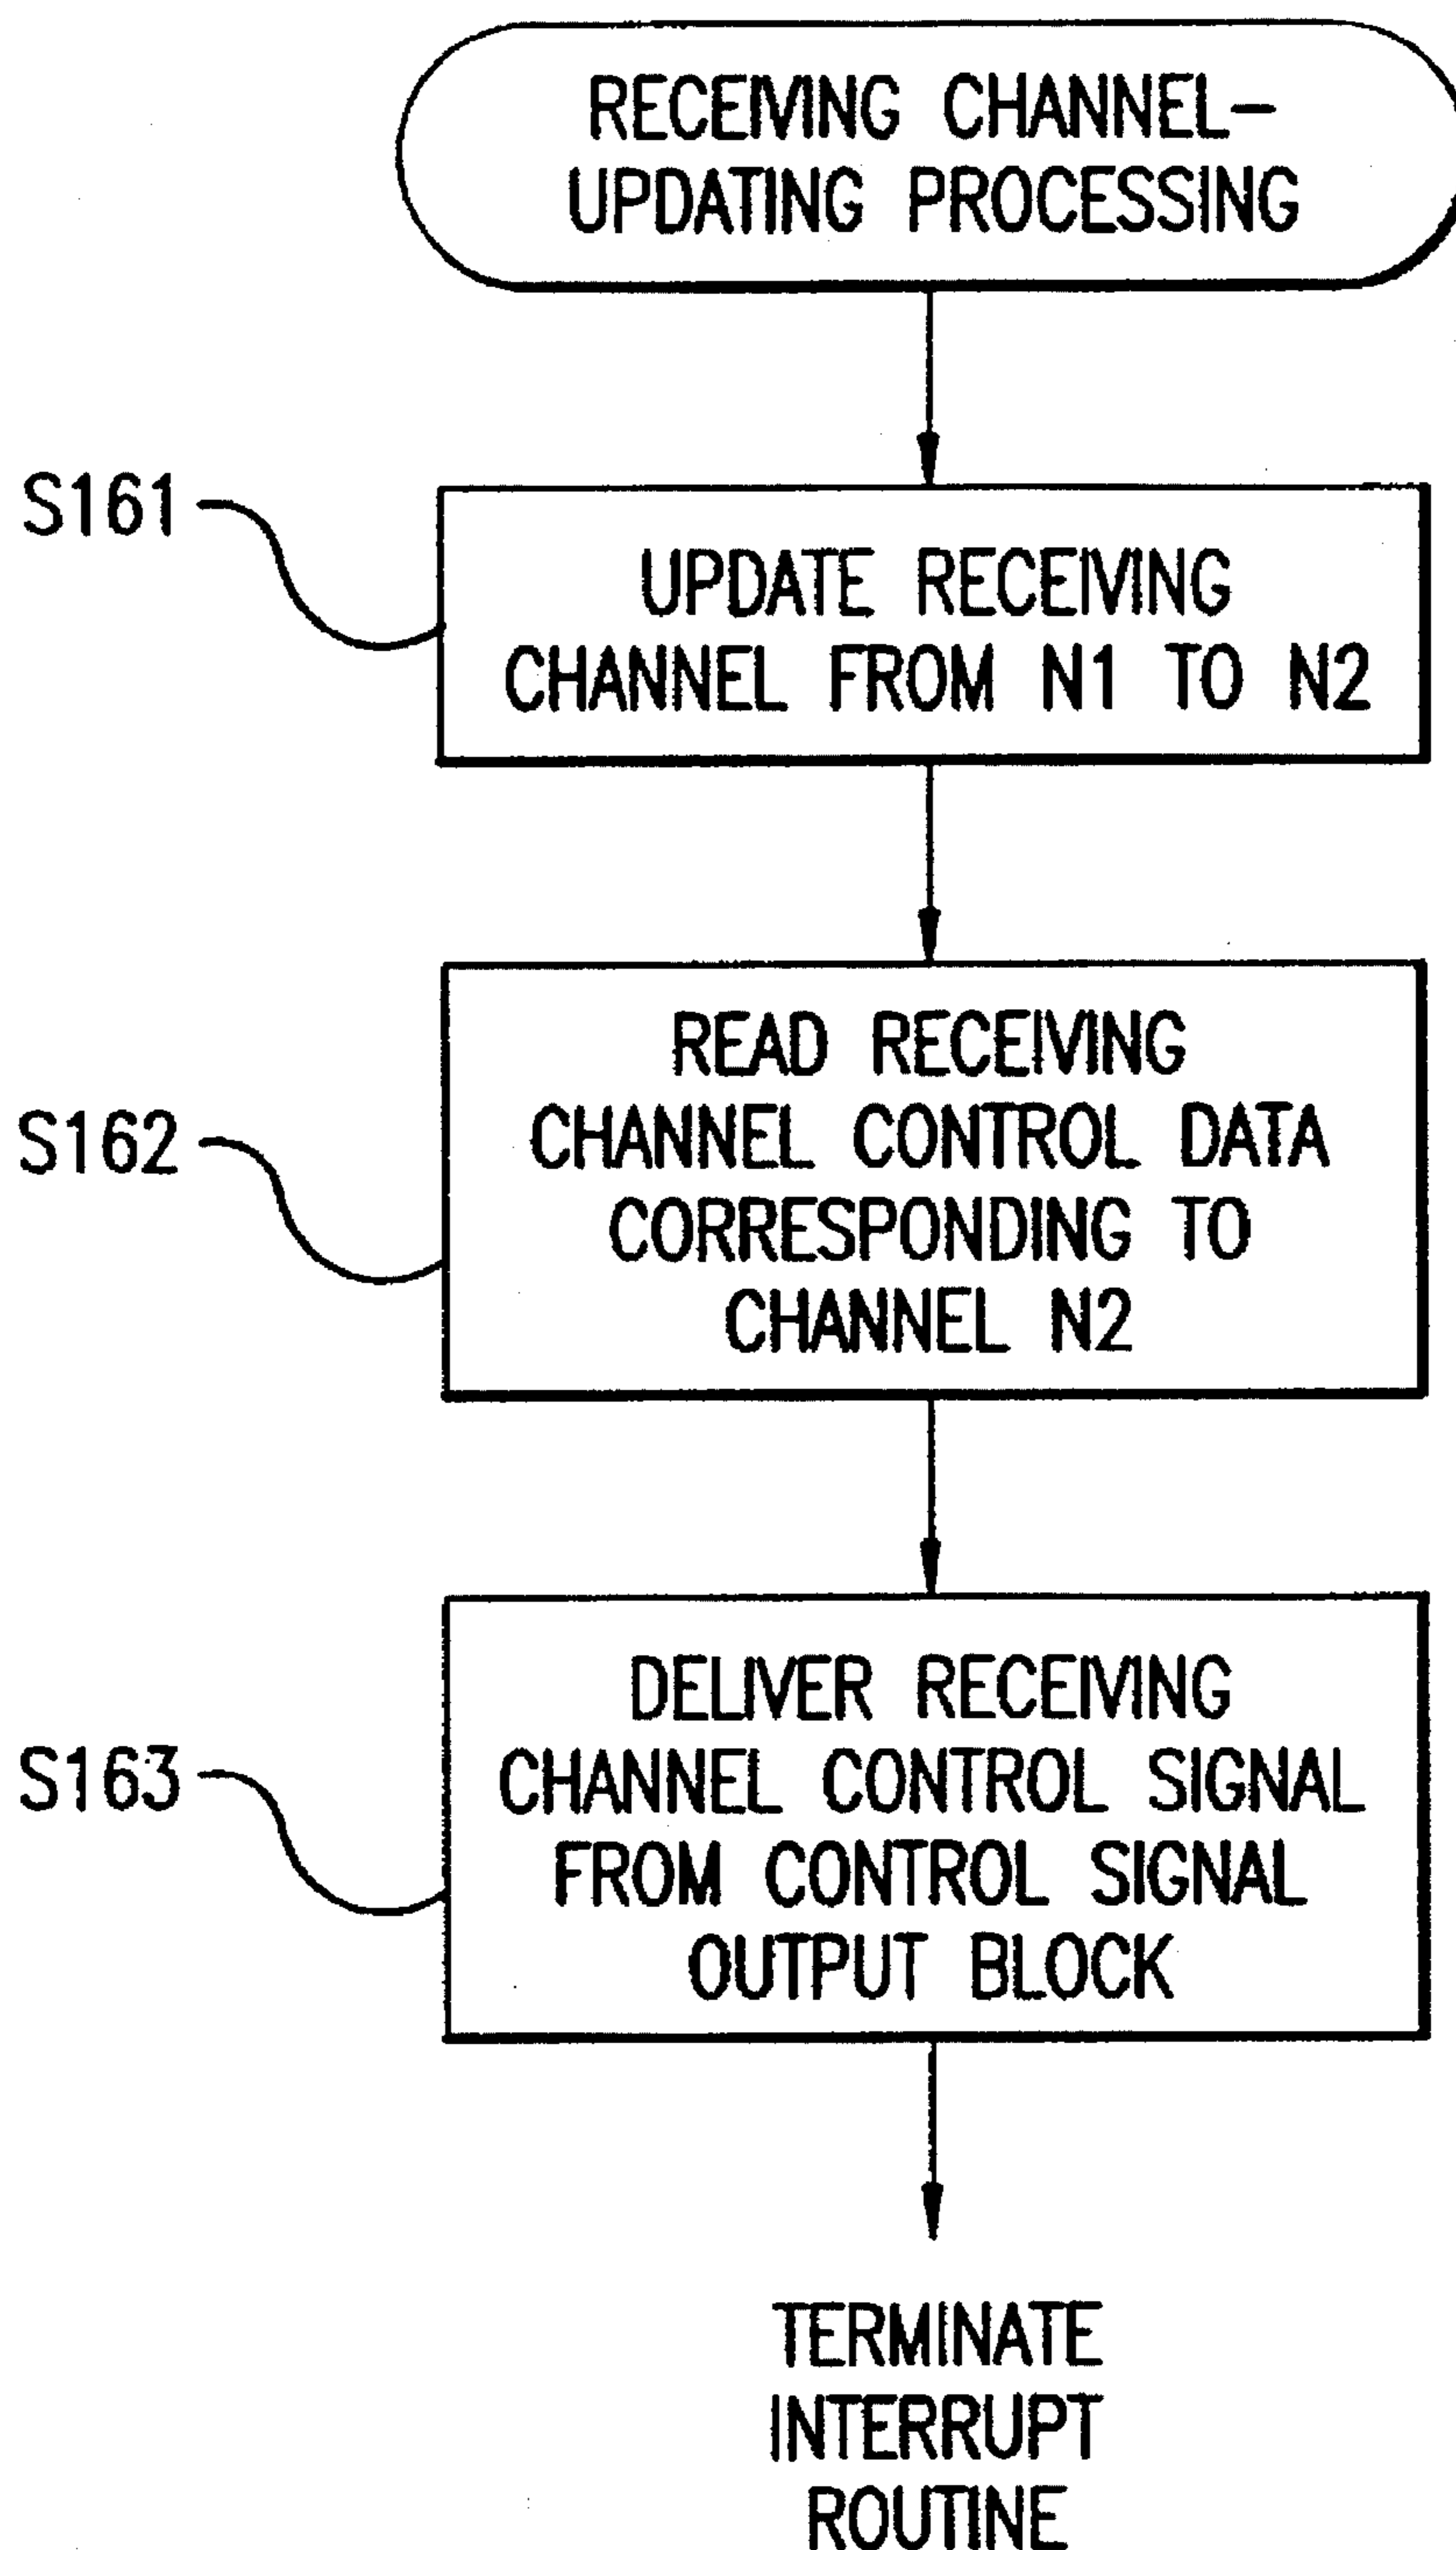 RECEIVING CHANNEL-
UPDATING PROCESSING
S161
UPDATE RECEIVING
CHANNEL FROM N1 TO N2
S162
READ RECEIVING
CHANNEL CONTROL DATA
CORRESPONDING TO
CHANNEL N2
S163
DELIVER RECEIVING
CHANNEL CONTROL SIGNAL
FROM CONTROL SIGNAL
OUTPUT BLOCK
TERMINATE
INTERRUPT
ROUTINE